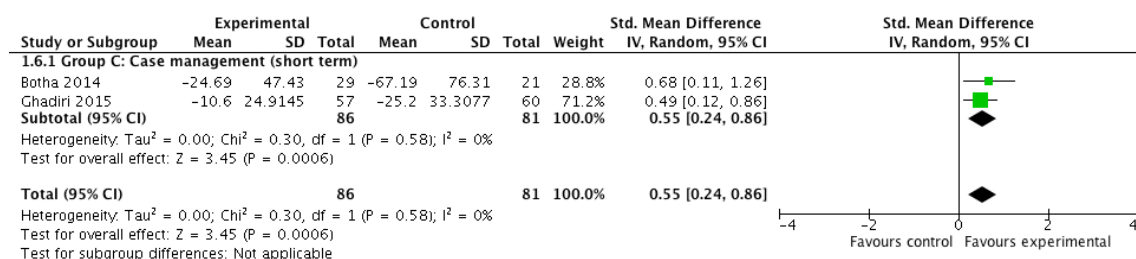 Experimental Control Std. Mean Difference Std. Mean Difference
Study or Subgroup Mean SD Total Mean SD Total Weight IV, Random, 95% CI IV, Random, 95% CI
1.6.1 Group C: Case management (short term)
Botha 2014 −24.69 47.43 29 −67.19 76.31 21 28.8% 0.68 [0.11, 1.26]
Ghadiri 2015 −10.6 24.9145 57 −25.2 33.3077 60 71.2% 0.49 [0.12, 0.86]
Subtotal (95% CI) 86 81 100.0% 0.55 [0.24, 0.86]
Heterogeneity: Tau² = 0.00; Chi² = 0.30, df = 1 (P = 0.58); I² = 0%
Test for overall effect: Z = 3.45 (P = 0.0006)
Total (95% CI) 86 81 100.0% 0.55 [0.24, 0.86]
Heterogeneity: Tau² = 0.00; Chi² = 0.30, df = 1 (P = 0.58); I² = 0%
Test for overall effect: Z = 3.45 (P = 0.0006)
Test for subgroup differences: Not applicable
−4 −2 0 2 4
Favours control Favours experimental